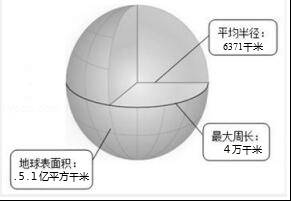 平均半径：
6371千米
最大周长：
4万千米
地球表面积：
.5.1亿平方千米